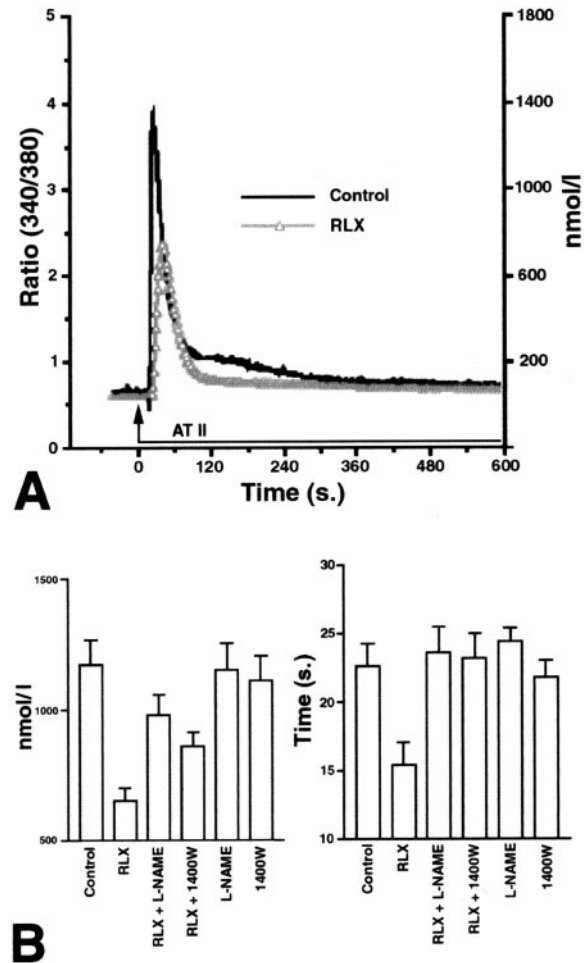 Ratio (340/380)
5
4
3
2
1
0
1800
1400
1000
600
200
nmol/l
Control
RLX
AT II
0
120
240
360
480
600
Time (s.)
A
nmol/l
1500
1000
500
Control
RLX
RLX + L-NAME
RLX + 1400W
L-NAME
1400W
Time (s.)
30
25
20
15
10
Control
RLX
RLX + L-NAME
RLX + 1400W
L-NAME
1400W
B